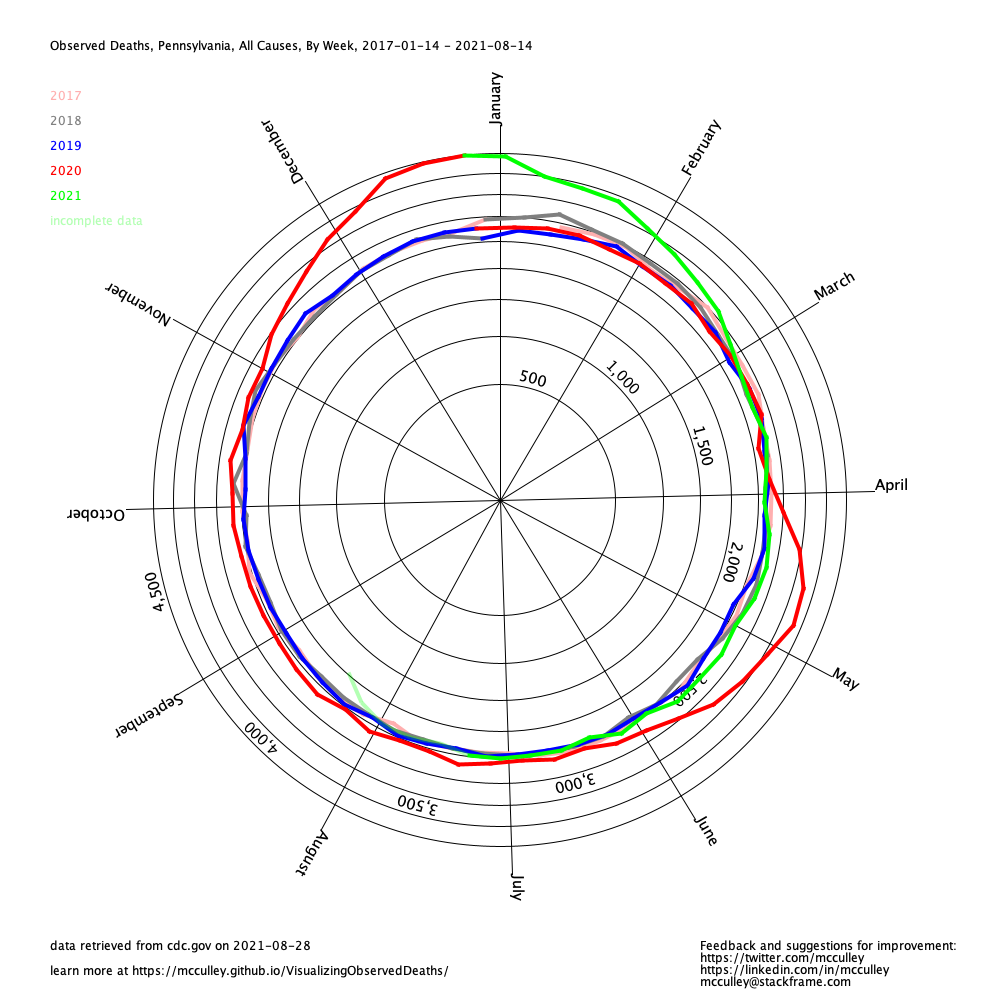 Observed Deaths, Pennsylvania, All Causes, By Week, 2017-01-14 - 2021-08-14
2017
2018
2019
2020
2021
incomplete data
January
February
March
April
May
June
July
August
September
October
November
December
500
1,000
1,500
2,000
2,500
3,000
3,500
4,000
4,500
data retrieved from cdc.gov on 2021-08-28
learn more at https://mcculley.github.io/VisualizingObservedDeaths/
Feedback and suggestions for improvement:
https://twitter.com/mcculley
https://linkedin.com/in/mcculley
mcculley@stackframe.com